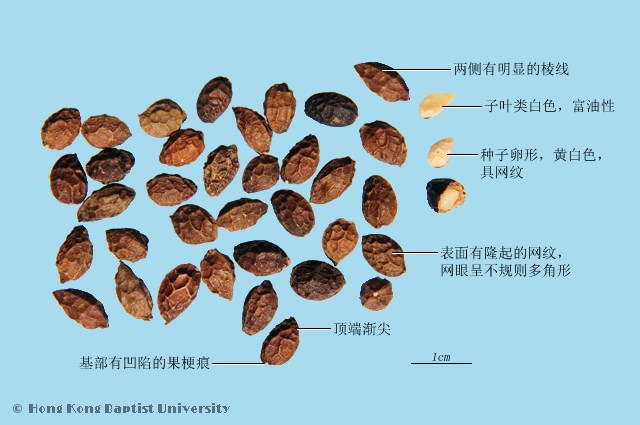 两侧有明显的棱线
子叶类白色，富油性
种子卵形，黄白色，
具网纹
表面有隆起的网纹，
网眼呈不规则多角形
顶端渐尖
基部有凹陷的果梗痕
1cm
© Hong Kong Baptist University